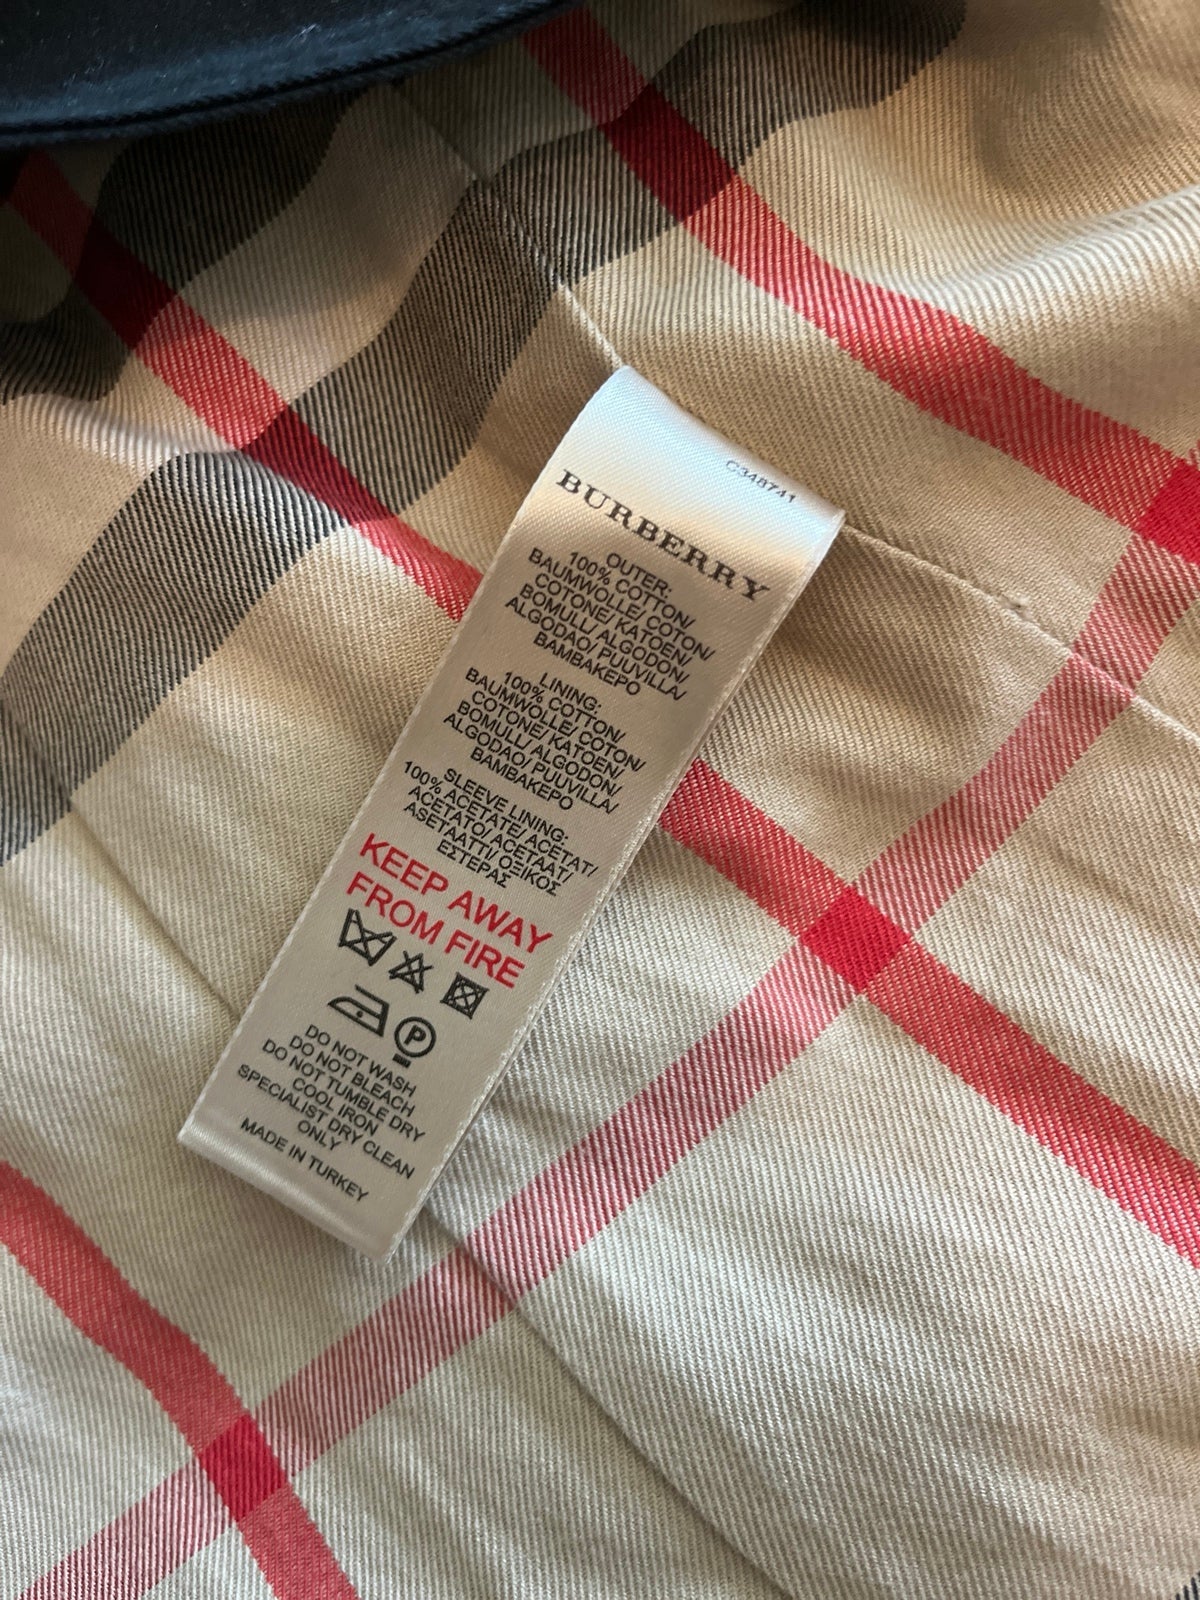 C348741
BURBERRY
OUTER:
100% COTTON/
BAUMWOLLE/ COTON/
COTONE/ KATOEN/
BOMULL/ ALGODON/
ALGODAO/ PUUVILLA/
ΒΑΜΒΑΚΕΡΟ
LINING:
100% COTTON/
BAUMWOLLE/ COTON/
COTONE/ KATOEN/
BOMULL/ ALGODON/
ALGODAO/ PUUVILLA/
ΒΑΜΒΑΚΕΡΟ
SLEEVE LINING:
100% ACETATE/ ACETAT/
ACETATO/ ACETAAT/
ASETAATTI/ ΟΞΙΚΟΣ
ΕΣΤΕΡΑΣ
KEEP AWAY
FROM FIRE
P
DO NOT WASH
DO NOT BLEACH
DO NOT TUMBLE DRY
COOL IRON
SPECIALIST DRY CLEAN
ONLY
MADE IN TURKEY